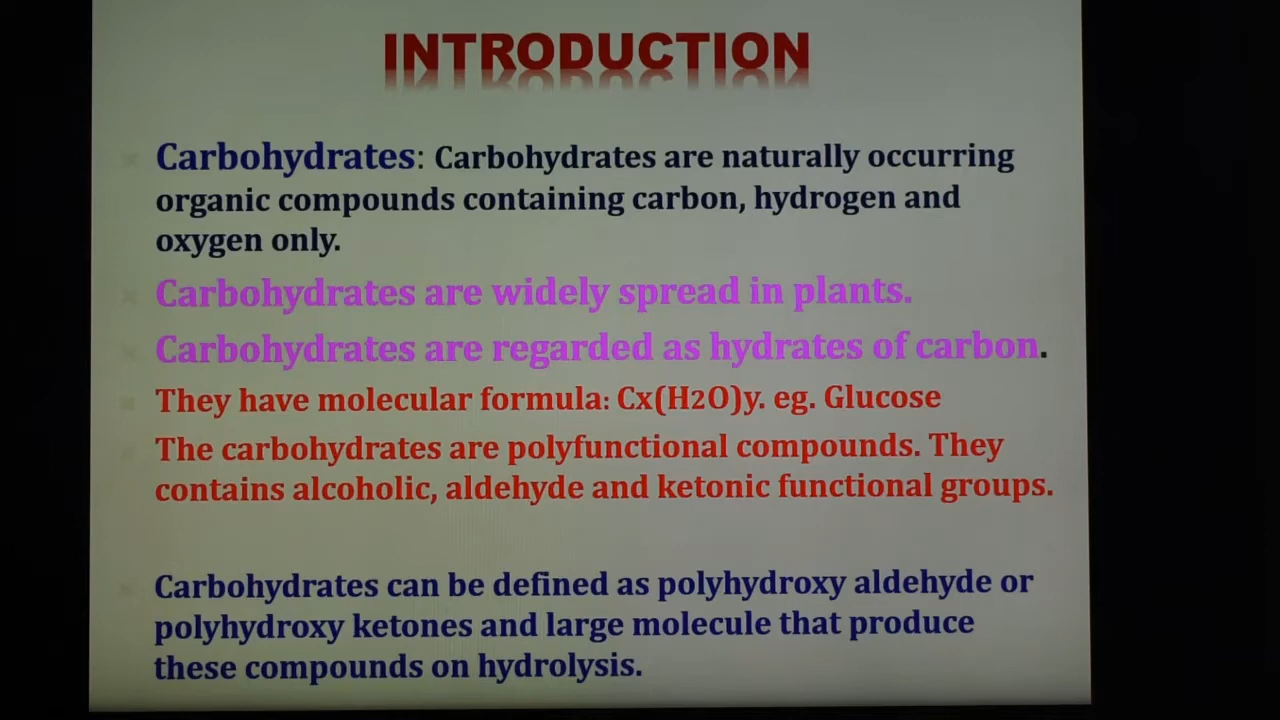 INTRODUCTION
Carbohydrates: Carbohydrates are naturally occurring
organic compounds containing carbon, hydrogen and
oxygen only.
Carbohydrates are widely spread in plants.
Carbohydrates are regarded as hydrates of carbon.
They have molecular formula: Cx(H2O)y. eg. Glucose
The carbohydrates are polyfunctional compounds. They
contains alcoholic, aldehyde and ketonic functional groups.
Carbohydrates can be defined as polyhydroxy aldehyde or
polyhydroxy ketones and large molecule that produce
these compounds on hydrolysis.